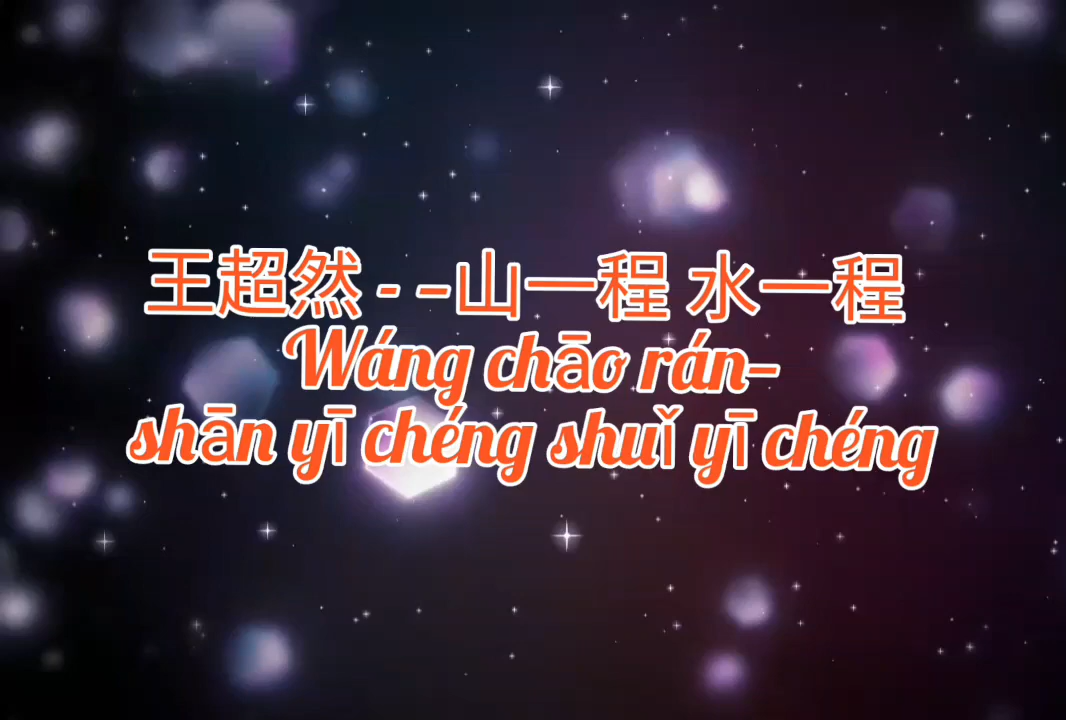 王超然 - –山一程 水一程
Wáng chāo rán–
shān yī chéng shuǐ yī chéng